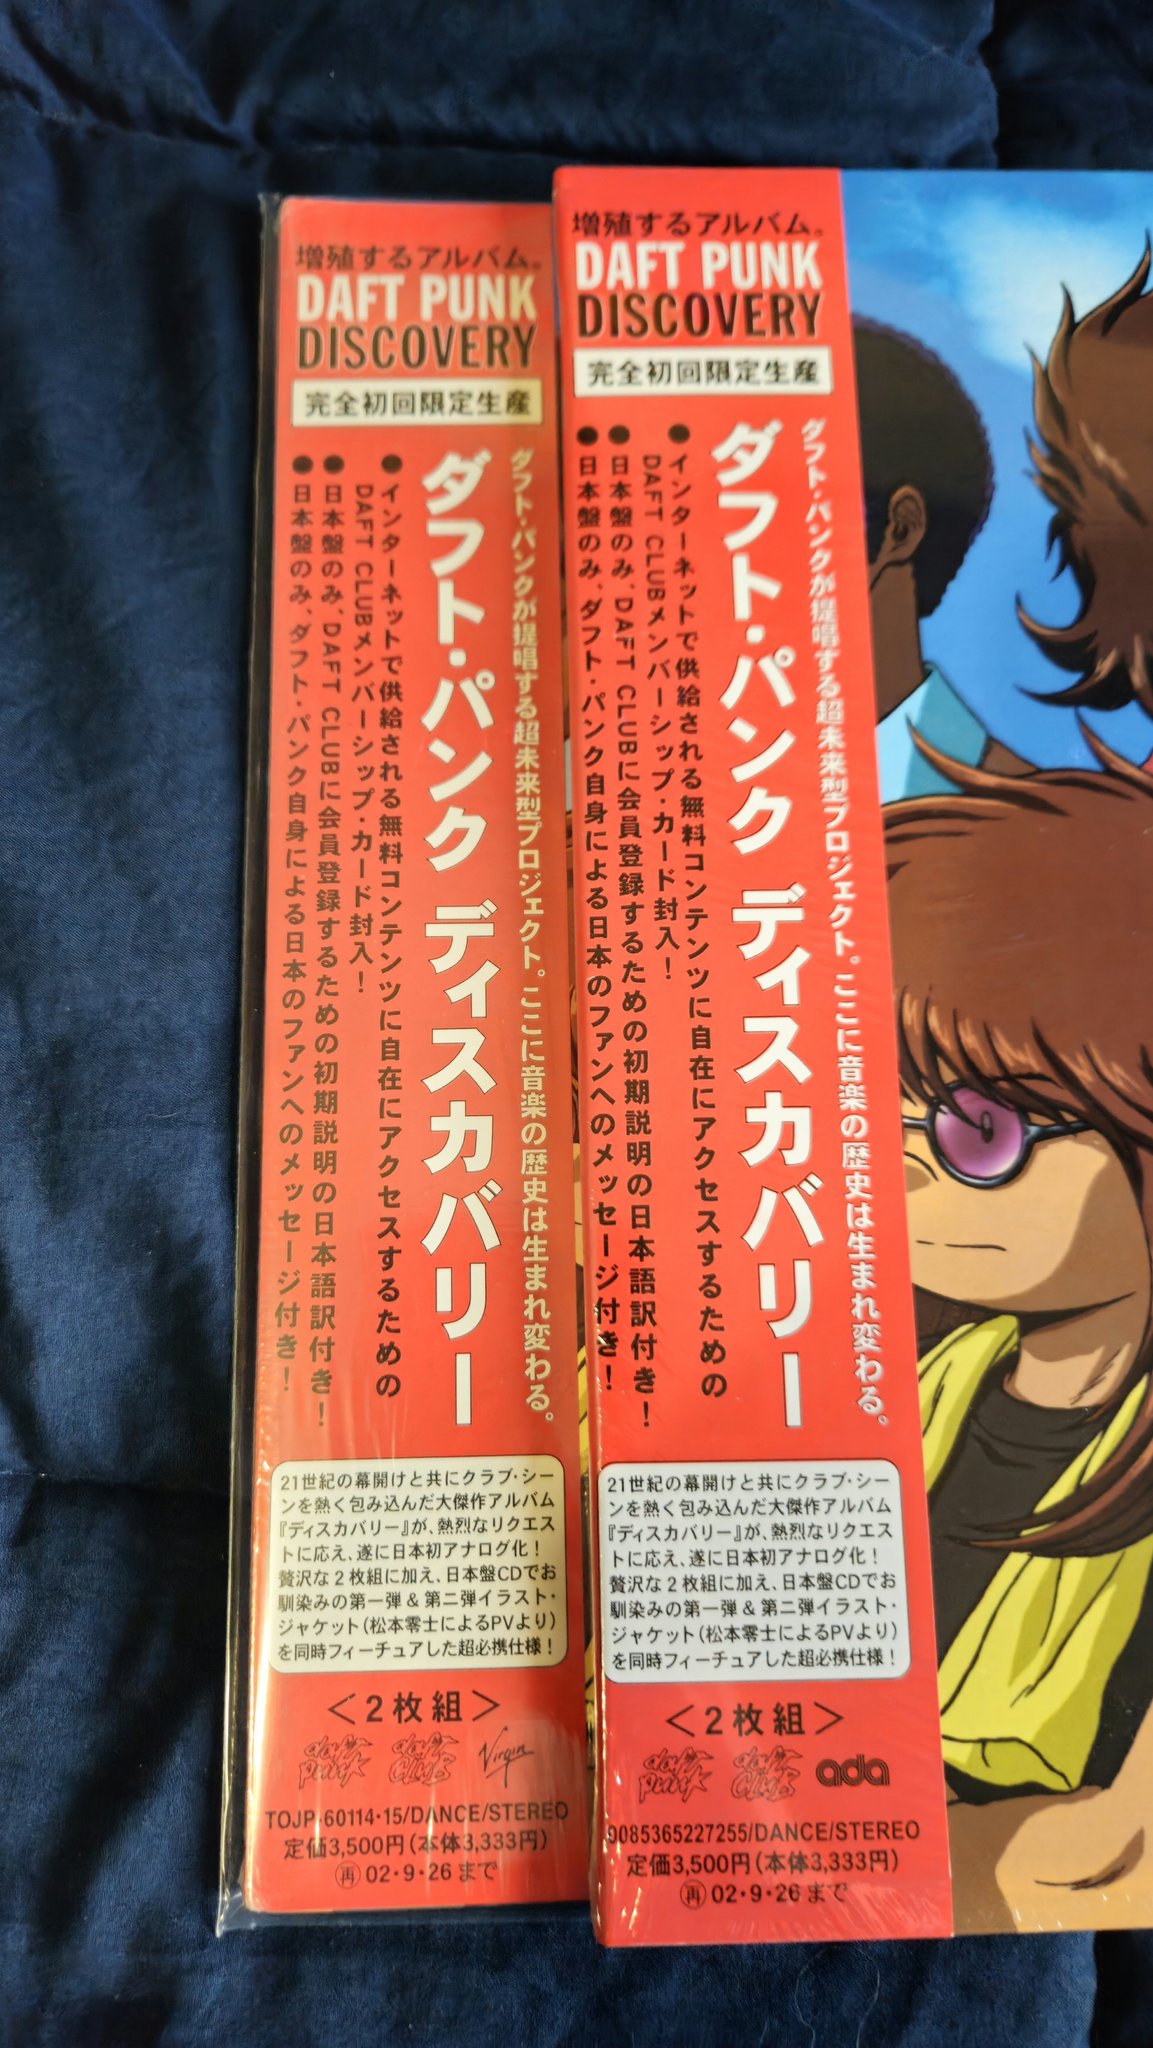 増殖するアルバム。
DAFT PUNK
DISCOVERY
完全初回限定生産
ダフト・パンクが提唱する超未来型プロジェクト。ここに音楽の歴史は生まれ変わる。
ダフト・パンク ディスカバリー
●インターネットで供給される無料コンテンツに自在にアクセスするための
DAFT CLUBメンバーシップ・カード封入！
●日本盤のみ、DAFT CLUBに会員登録するための初期説明の日本語訳付き！
●日本盤のみ、ダフト・パンク自身による日本のファンへのメッセージ付き！
21世紀の幕開けと共にクラブ・シー
ンを熱く包み込んだ大傑作アルバム
『ディスカバリー』が、熱烈なリクエス
トに応え、遂に日本初アナログ化！
贅沢な2枚組に加え、日本盤CDでお
馴染みの第一弾＆第二弾イラスト・
ジャケット(松本零士によるPVより)
を同時フィーチュアした超必携仕様！
＜2枚組＞
daft punk
daft CLUB
Virgin
TOJP-60114・15/DANCE/STEREO
定価3,500円(本体3,333円)
再 02・9・26 まで
増殖するアルバム。
DAFT PUNK
DISCOVERY
完全初回限定生産
ダフト・パンクが提唱する超未来型プロジェクト。ここに音楽の歴史は生まれ変わる。
ダフト・パンク ディスカバリー
●インターネットで供給される無料コンテンツに自在にアクセスするための
DAFT CLUBメンバーシップ・カード封入！
●日本盤のみ、DAFT CLUBに会員登録するための初期説明の日本語訳付き！
●日本盤のみ、ダフト・パンク自身による日本のファンへのメッセージ付き！
21世紀の幕開けと共にクラブ・シー
ンを熱く包み込んだ大傑作アルバム
『ディスカバリー』が、熱烈なリクエス
トに応え、遂に日本初アナログ化！
贅沢な2枚組に加え、日本盤CDでお
馴染みの第一弾＆第二弾イラスト・
ジャケット(松本零士によるPVより)
を同時フィーチュアした超必携仕様！
＜2枚組＞
daft punk
daft CLUB
ada
0085365227255/DANCE/STEREO
定価3,500円(本体3,333円)
再 02・9・26 まで